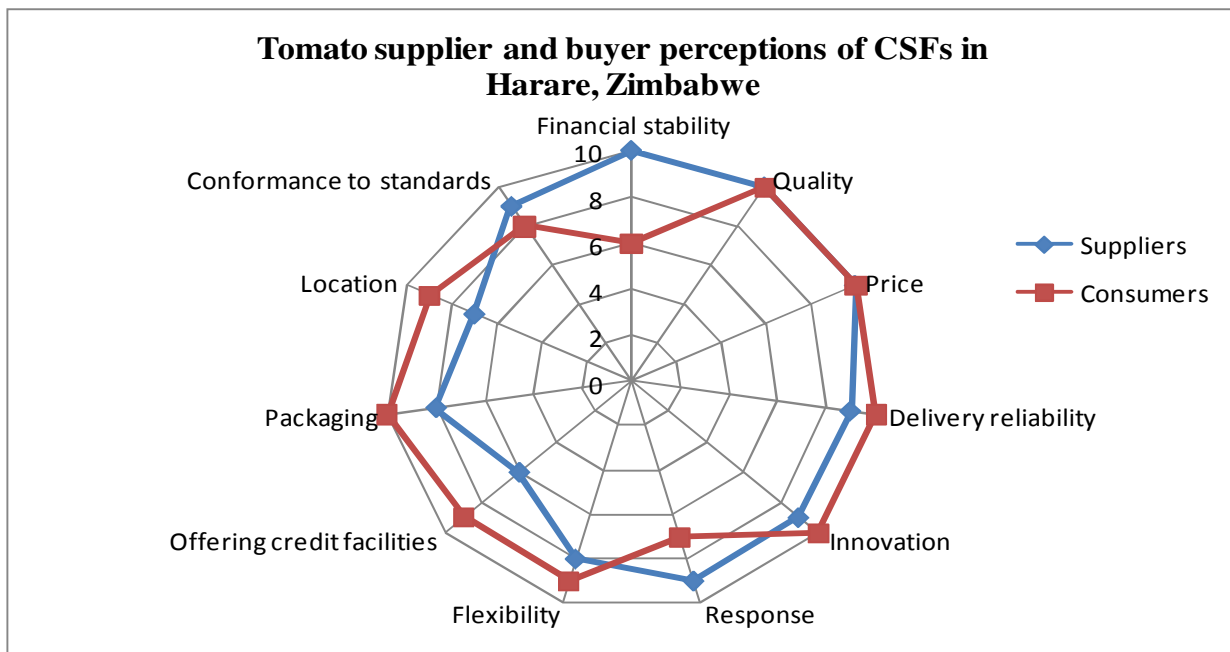 Tomato supplier and buyer perceptions of CSFs in
Harare, Zimbabwe
Financial stability
Quality
Price
Delivery reliability
Innovation
Response
Flexibility
Offering credit facilities
Packaging
Location
Conformance to standards
10
8
6
4
2
0
Suppliers
Consumers